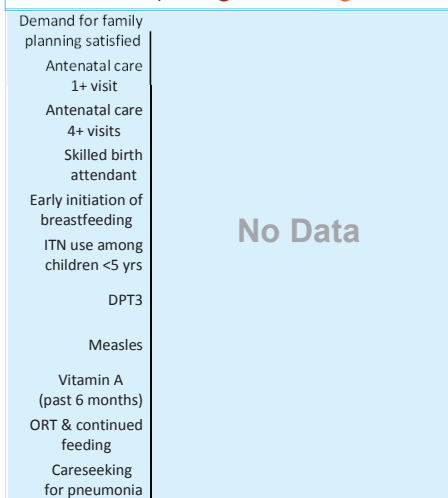 Demand for family
planning satisfied
Antenatal care
1+ visit
Antenatal care
4+ visits
Skilled birth
attendant
Early initiation of
breastfeeding
ITN use among
children <5 yrs
No Data
DPT3
Measles
Vitamin A
(past 6 months)
ORT & continued
feeding
Careseeking
for pneumonia